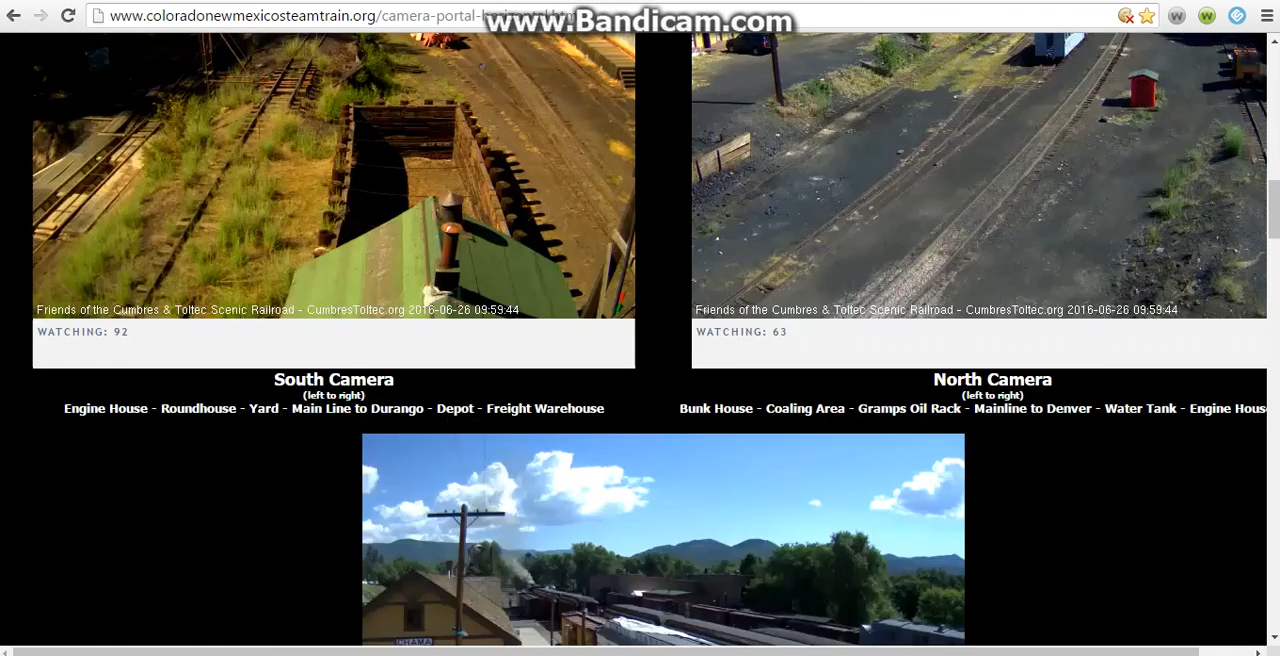 www.coloradonewmexicosteamtrain.org/camera-portal-horizontal.html
www.Bandicam.com
Friends of the Cumbres & Toltec Scenic Railroad - CumbresToltec.org 2016-06-26 09:59:44
Friends of the Cumbres & Toltec Scenic Railroad - CumbresToltec.org 2016-06-26 09:59:44
WATCHING: 92
WATCHING: 63
South Camera
(left to right)
Engine House - Roundhouse - Yard - Main Line to Durango - Depot - Freight Warehouse
North Camera
(left to right)
Bunk House - Coaling Area - Gramps Oil Rack - Mainline to Denver - Water Tank - Engine Hous
CHAMA